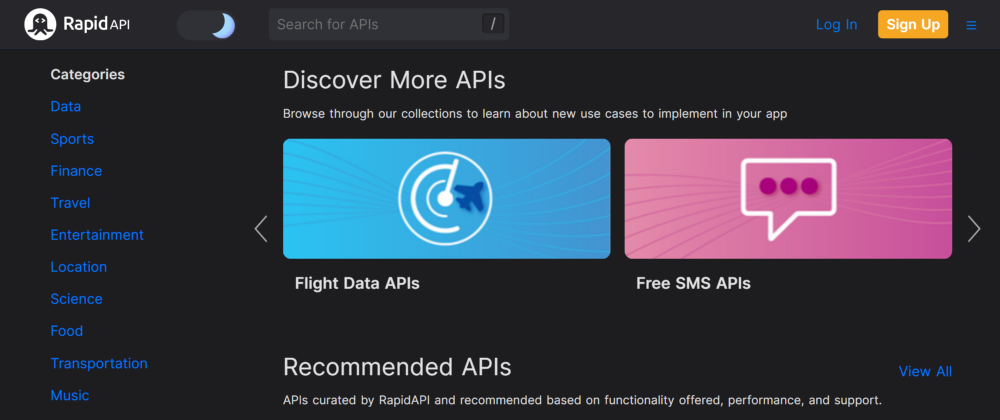 Rapid API
Search for APIs
/
Log In
Sign Up
Categories
Data
Sports
Finance
Travel
Entertainment
Location
Science
Food
Transportation
Music
Discover More APIs
Browse through our collections to learn about new use cases to implement in your app
Flight Data APIs
Free SMS APIs
Recommended APIs
View All
APIs curated by RapidAPI and recommended based on functionality offered, performance, and support.